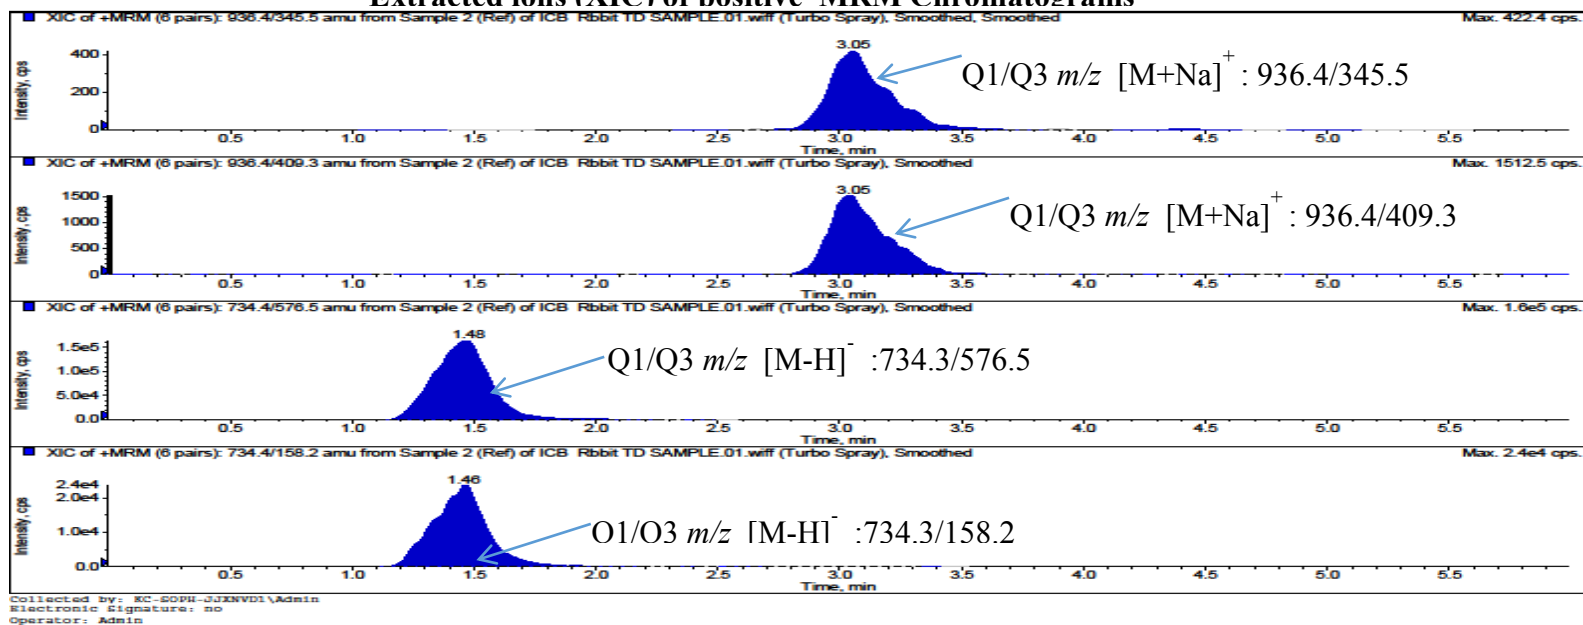 Extracted ions (XIC) of positive MRM Chromatograms
XIC of +MRM (6 pairs): 936.4/345.5 amu from Sample 2 (Ref) of ICB Rbbit TD SAMPLE.01.wiff (Turbo Spray), Smoothed, Smoothed
Max. 422.4 cps.
3.05
Q1/Q3 m/z [M+Na]+ : 936.4/345.5
Intensity, cps
400
200
0
0.5 1.0 1.5 2.0 2.5 3.0 3.5 4.0 4.5 5.0 5.5
Time, min
XIC of +MRM (6 pairs): 936.4/409.3 amu from Sample 2 (Ref) of ICB Rbbit TD SAMPLE.01.wiff (Turbo Spray), Smoothed
Max. 1512.5 cps.
3.05
Q1/Q3 m/z [M+Na]+ : 936.4/409.3
Intensity, cps
1500
1000
500
0
0.5 1.0 1.5 2.0 2.5 3.0 3.5 4.0 4.5 5.0 5.5
Time, min
XIC of +MRM (6 pairs): 734.4/576.5 amu from Sample 2 (Ref) of ICB Rbbit TD SAMPLE.01.wiff (Turbo Spray), Smoothed
Max. 1.6e5 cps.
1.48
Q1/Q3 m/z [M-H]- :734.3/576.5
Intensity, cps
1.5e5
1.0e5
5.0e4
0.0
0.5 1.0 1.5 2.0 2.5 3.0 3.5 4.0 4.5 5.0 5.5
Time, min
XIC of +MRM (6 pairs): 734.4/158.2 amu from Sample 2 (Ref) of ICB Rbbit TD SAMPLE.01.wiff (Turbo Spray), Smoothed
Max. 2.4e4 cps.
1.46
Q1/Q3 m/z [M-H]- :734.3/158.2
Intensity, cps
2.4e4
2.0e4
1.0e4
0.0
0.5 1.0 1.5 2.0 2.5 3.0 3.5 4.0 4.5 5.0 5.5
Time, min
Collected by: KC-SOPH-JJXNVD1\Admin
Electronic Signature: no
Operator: Admin